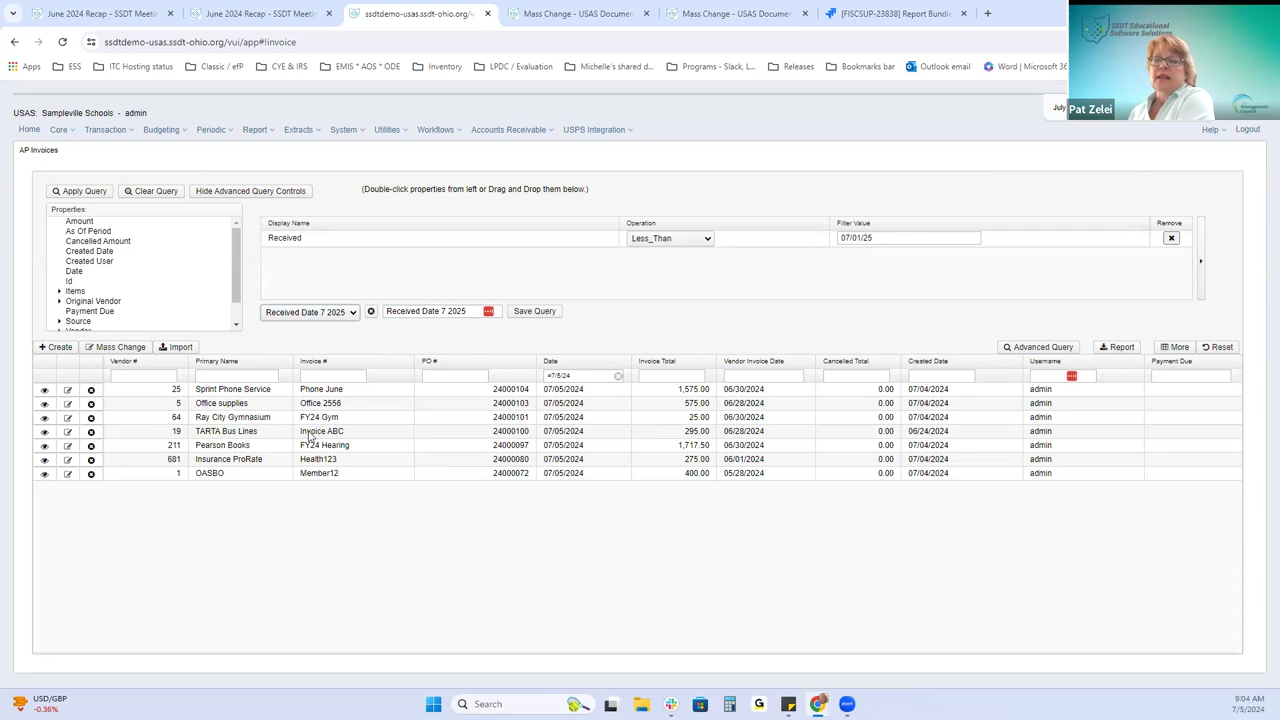 June 2024 Recap - SSDT Meeti
June 2024 Recap - SSDT Meeti
ssdtdemo-usas.ssdt-ohio.org/v
Mass Change - USAS Documen
Mass Change - USAS Documen
[FISCSUP-23838] Report Bundle
ssdtdemo-usas.ssdt-ohio.org/vui/app#!invoice
Apps ESS ITC Hosting status Classic / efP CYE & IRS EMIS * AOS * ODE Inventory LPDC / Evaluation Michelle's shared d... Programs - Slack, L... Releases Bookmarks bar Outlook email Word | Microsoft 36
SSDT Educational
Software Solutions
Management
Council
Pat Zelei
July
USAS: Sampleville Schools - admin
Home Core Transaction Budgeting Periodic Report Extracts System Utilities Workflows Accounts Receivable USPS Integration Help Logout
AP Invoices
Apply Query Clear Query Hide Advanced Query Controls (Double-click properties from left or Drag and Drop them below.)
Properties:
Amount
As Of Period
Cancelled Amount
Created Date
Created User
Date
Id
Items
Original Vendor
Payment Due
Source
Vendor
Display Name Operation Filter Value Remove
Received Less_Than 07/01/25
Received Date 7 2025 Received Date 7 2025 Save Query
Create Mass Change Import Advanced Query Report More Reset
Vendor # Primary Name Invoice # PO # Date Invoice Total Vendor Invoice Date Cancelled Total Created Date Username Payment Due
=7/5/24
25 Sprint Phone Service Phone June 24000104 07/05/2024 1,575.00 06/30/2024 0.00 07/04/2024 admin
5 Office supplies Office 2556 24000103 07/05/2024 575.00 06/28/2024 0.00 07/04/2024 admin
64 Ray City Gymnasium FY24 Gym 24000101 07/05/2024 25.00 06/30/2024 0.00 07/04/2024 admin
19 TARTA Bus Lines Invoice ABC 24000100 07/05/2024 295.00 06/28/2024 0.00 06/24/2024 admin
211 Pearson Books FY24 Hearing 24000097 07/05/2024 1,717.50 06/30/2024 0.00 07/04/2024 admin
681 Insurance ProRate Health123 24000080 07/05/2024 275.00 06/01/2024 0.00 07/04/2024 admin
1 OASBO Member12 24000072 07/05/2024 400.00 05/28/2024 0.00 07/04/2024 admin
USD/GBP
-0.36%
Search
zoom
9:04 AM
7/5/2024